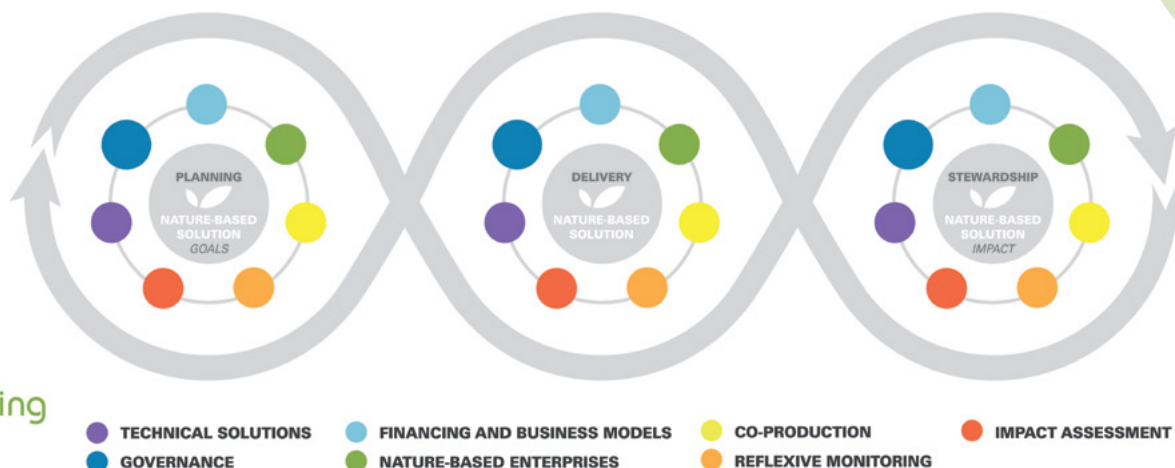 PLANNING
NATURE-BASED
SOLUTION
GOALS
DELIVERY
NATURE-BASED
SOLUTION
STEWARDSHIP
NATURE-BASED
SOLUTION
IMPACT
ing
TECHNICAL SOLUTIONS
FINANCING AND BUSINESS MODELS
CO-PRODUCTION
IMPACT ASSESSMENT
GOVERNANCE
NATURE-BASED ENTERPRISES
REFLEXIVE MONITORING